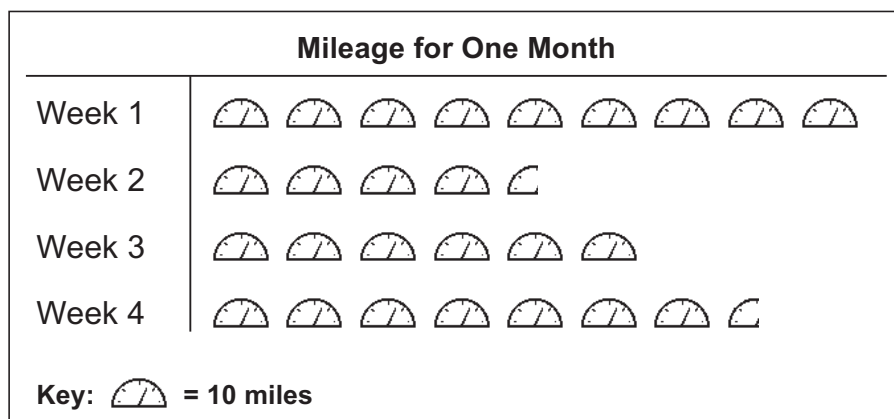 Mileage for One Month
Week 1
Week 2
Week 3
Week 4
Key: = 10 miles